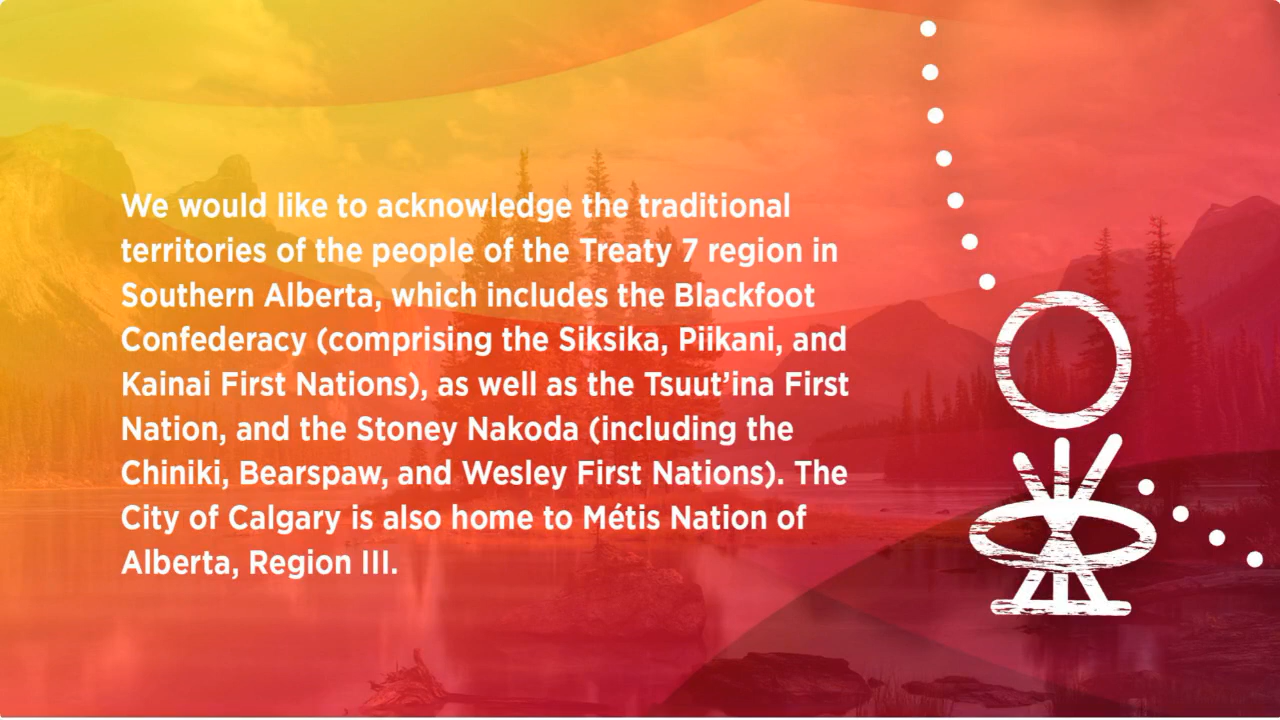 We would like to acknowledge the traditional
territories of the people of the Treaty 7 region in
Southern Alberta, which includes the Blackfoot
Confederacy (comprising the Siksika, Piikani, and
Kainai First Nations), as well as the Tsuut’ina First
Nation, and the Stoney Nakoda (including the
Chiniki, Bearspaw, and Wesley First Nations). The
City of Calgary is also home to Métis Nation of
Alberta, Region III.